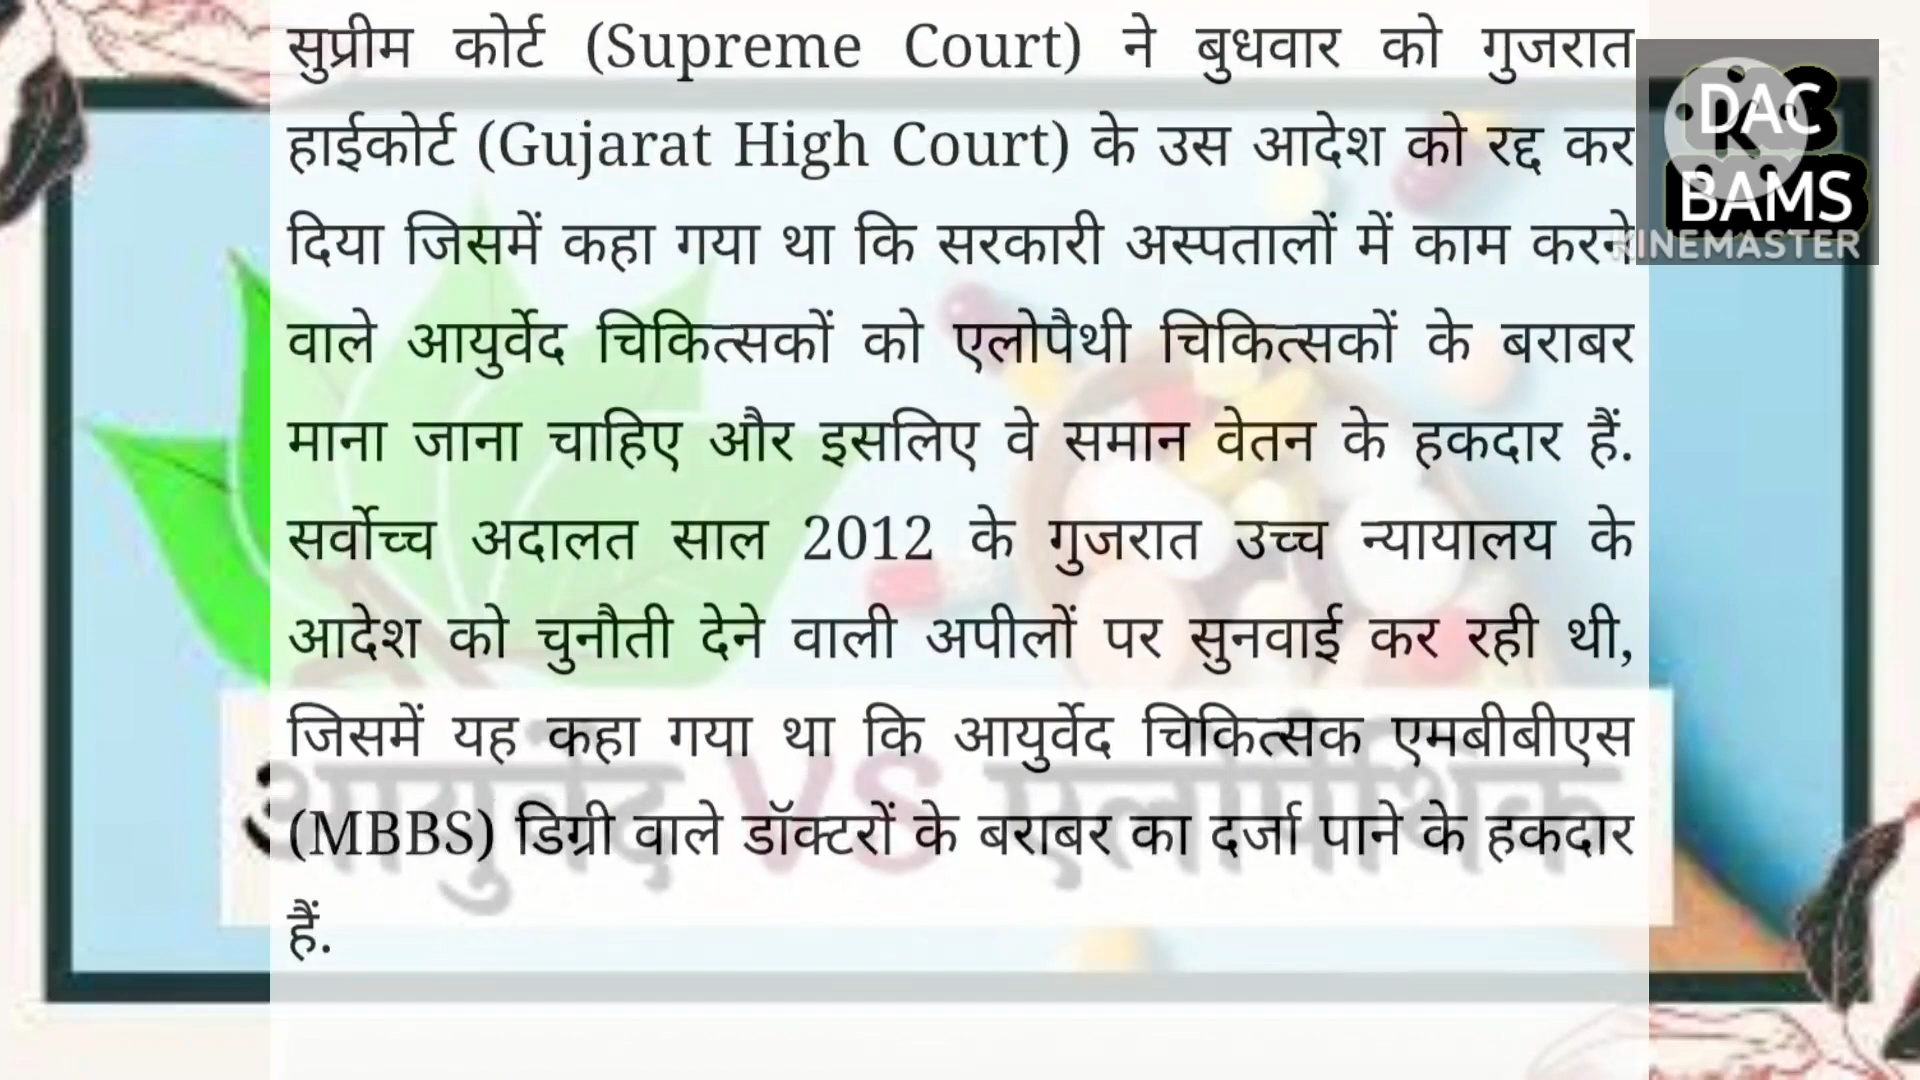 सुप्रीम कोर्ट (Supreme Court) ने बुधवार को गुजरात
हाईकोर्ट (Gujarat High Court) के उस आदेश को रद्द कर
दिया जिसमें कहा गया था कि सरकारी अस्पतालों में काम करने
वाले आयुर्वेद चिकित्सकों को एलोपैथी चिकित्सकों के बराबर
माना जाना चाहिए और इसलिए वे समान वेतन के हकदार हैं.
सर्वोच्च अदालत साल 2012 के गुजरात उच्च न्यायालय के
आदेश को चुनौती देने वाली अपीलों पर सुनवाई कर रही थी,
जिसमें यह कहा गया था कि आयुर्वेद चिकित्सक एमबीबीएस
(MBBS) डिग्री वाले डॉक्टरों के बराबर का दर्जा पाने के हकदार
हैं.
आयुर्वेद VS एलोपैथिक
DAC
BAMS
KINEMASTER